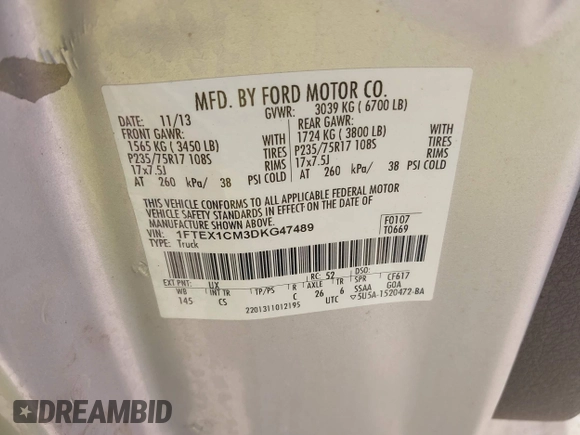 MFD. BY FORD MOTOR CO.
DATE: 11/13 GVWR: 3039 KG ( 6700 LB)
FRONT GAWR: REAR GAWR:
1565 KG ( 3450 LB) WITH 1724 KG ( 3800 LB) WITH
P235/75R17 108S TIRES P235/75R17 108S TIRES
17x7.5J RIMS 17x7.5J RIMS
AT 260 kPa/ 38 PSI COLD AT 260 kPa/ 38 PSI COLD
THIS VEHICLE CONFORMS TO ALL APPLICABLE FEDERAL MOTOR
VEHICLE SAFETY STANDARDS IN EFFECT ON THE DATE OF
MANUFACTURE SHOWN ABOVE.
VIN: 1FTEX1CM3DKG47489 F0107
TYPE: Truck T0669
EXT PNT: UX RC: 52 DSO: CF617
WB INT TR TP/PS R AXLE TR SPR GOA
145 CS C 26 6 SSAA
2201311012195 UTC 5U5A-1520472-BA
DREAMBID